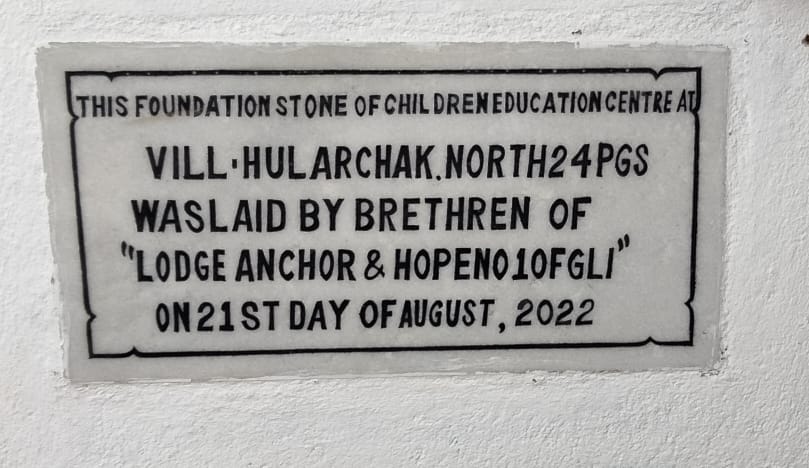 THIS FOUNDATION STONE OF CHILDREN EDUCATION CENTRE AT
VILL·HULARCHAK.NORTH24PGS
WASLAID BY BRETHREN OF
"LODGE ANCHOR & HOPENO1OFGLI"
ON21ST DAY OFAUGUST, 2022